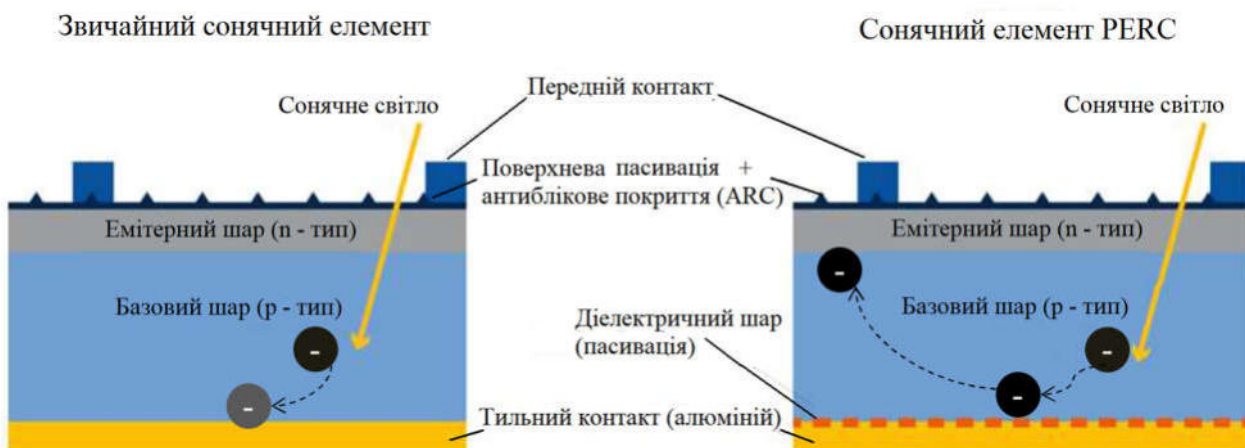 Звичайний сонячний елемент
Сонячний елемент PERC
Сонячне світло
Передній контакт
Сонячне світло
Поверхнева пасивація +
антиблікове покриття (ARC)
Емітерний шар (n - тип)
Емітерний шар (n - тип)
Базовий шар (p - тип)
Базовий шар (p - тип)
Діелектричний шар
(пасивація)
-
-
-
-
-
Тильний контакт (алюміній)